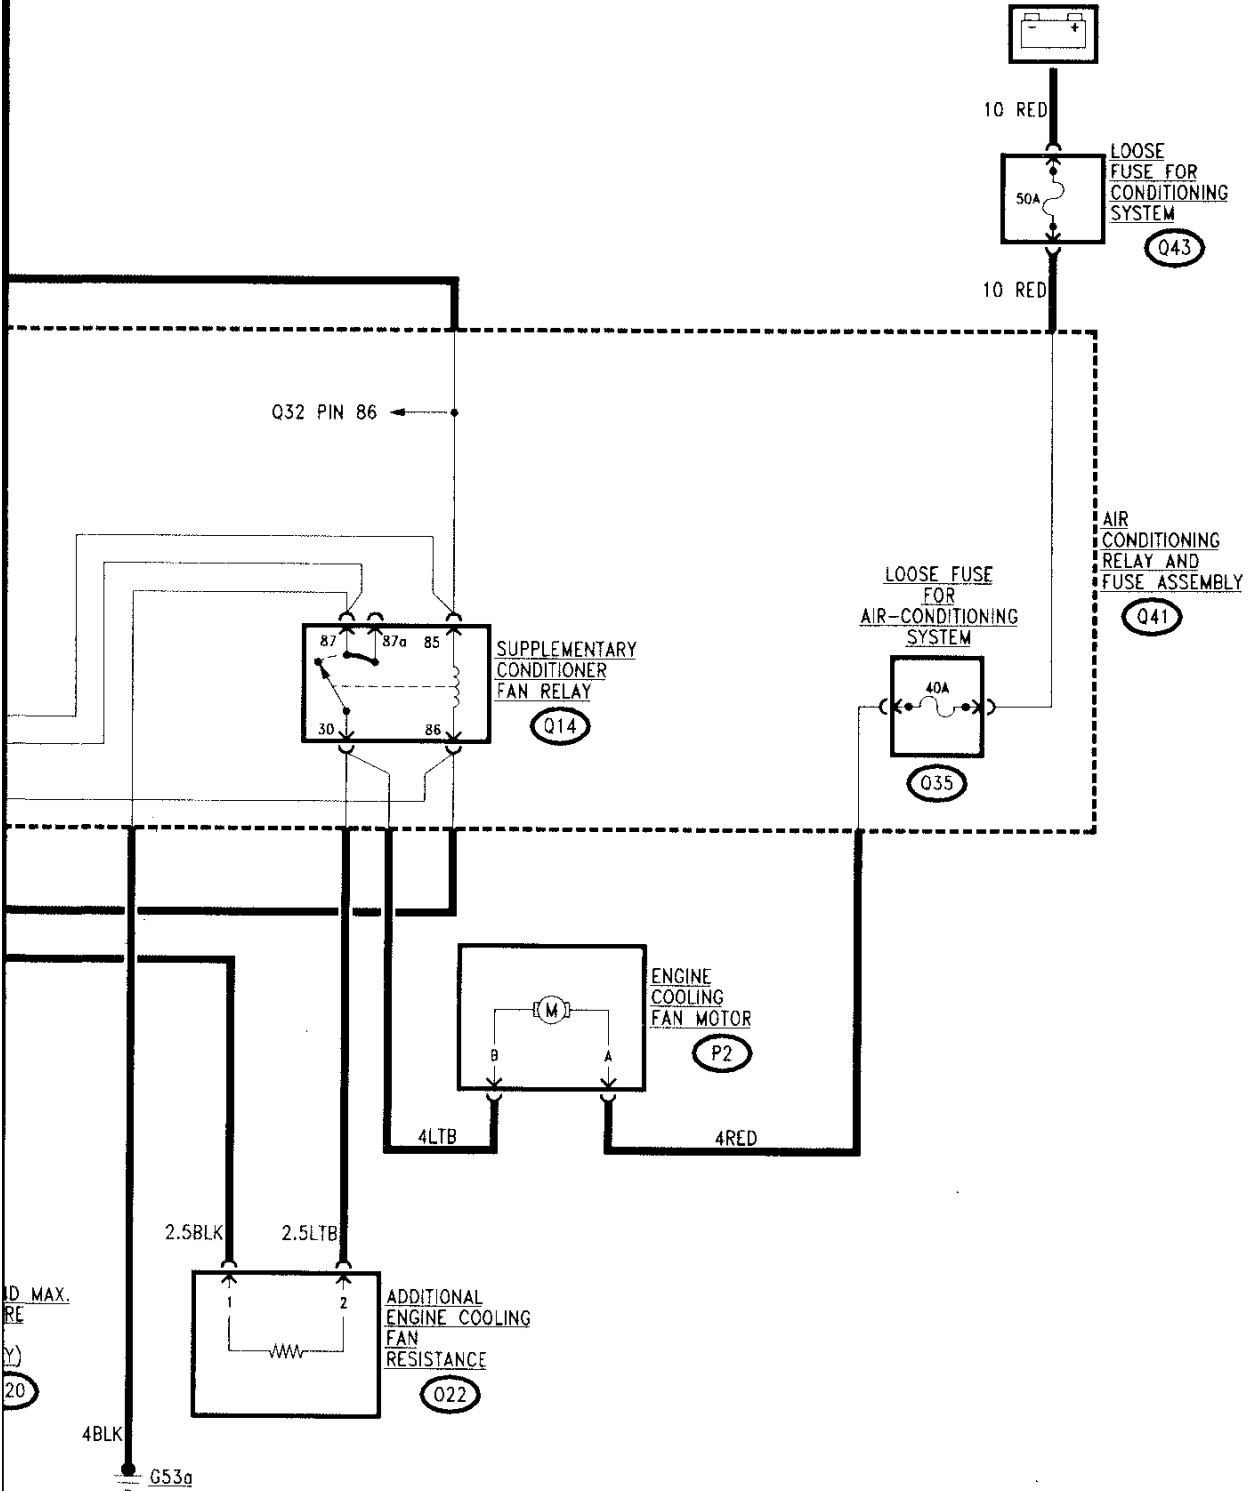 - +
10 RED
LOOSE
FUSE FOR
CONDITIONING
SYSTEM
50A
Q43
10 RED
Q32 PIN 86
AIR
CONDITIONING
RELAY AND
FUSE ASSEMBLY
Q41
LOOSE FUSE
FOR
AIR-CONDITIONING
SYSTEM
40A
Q35
87 87a 85
30 86
SUPPLEMENTARY
CONDITIONER
FAN RELAY
Q14
M
B A
ENGINE
COOLING
FAN MOTOR
P2
4LTB
4RED
2.5BLK
2.5LTB
1 2
ADDITIONAL
ENGINE COOLING
FAN
RESISTANCE
O22
D MAX.
RE
Y)
20
4BLK
G53a